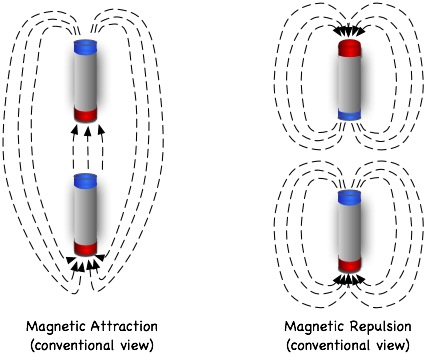 Magnetic Attraction
(conventional view)
Magnetic Repulsion
(conventional view)